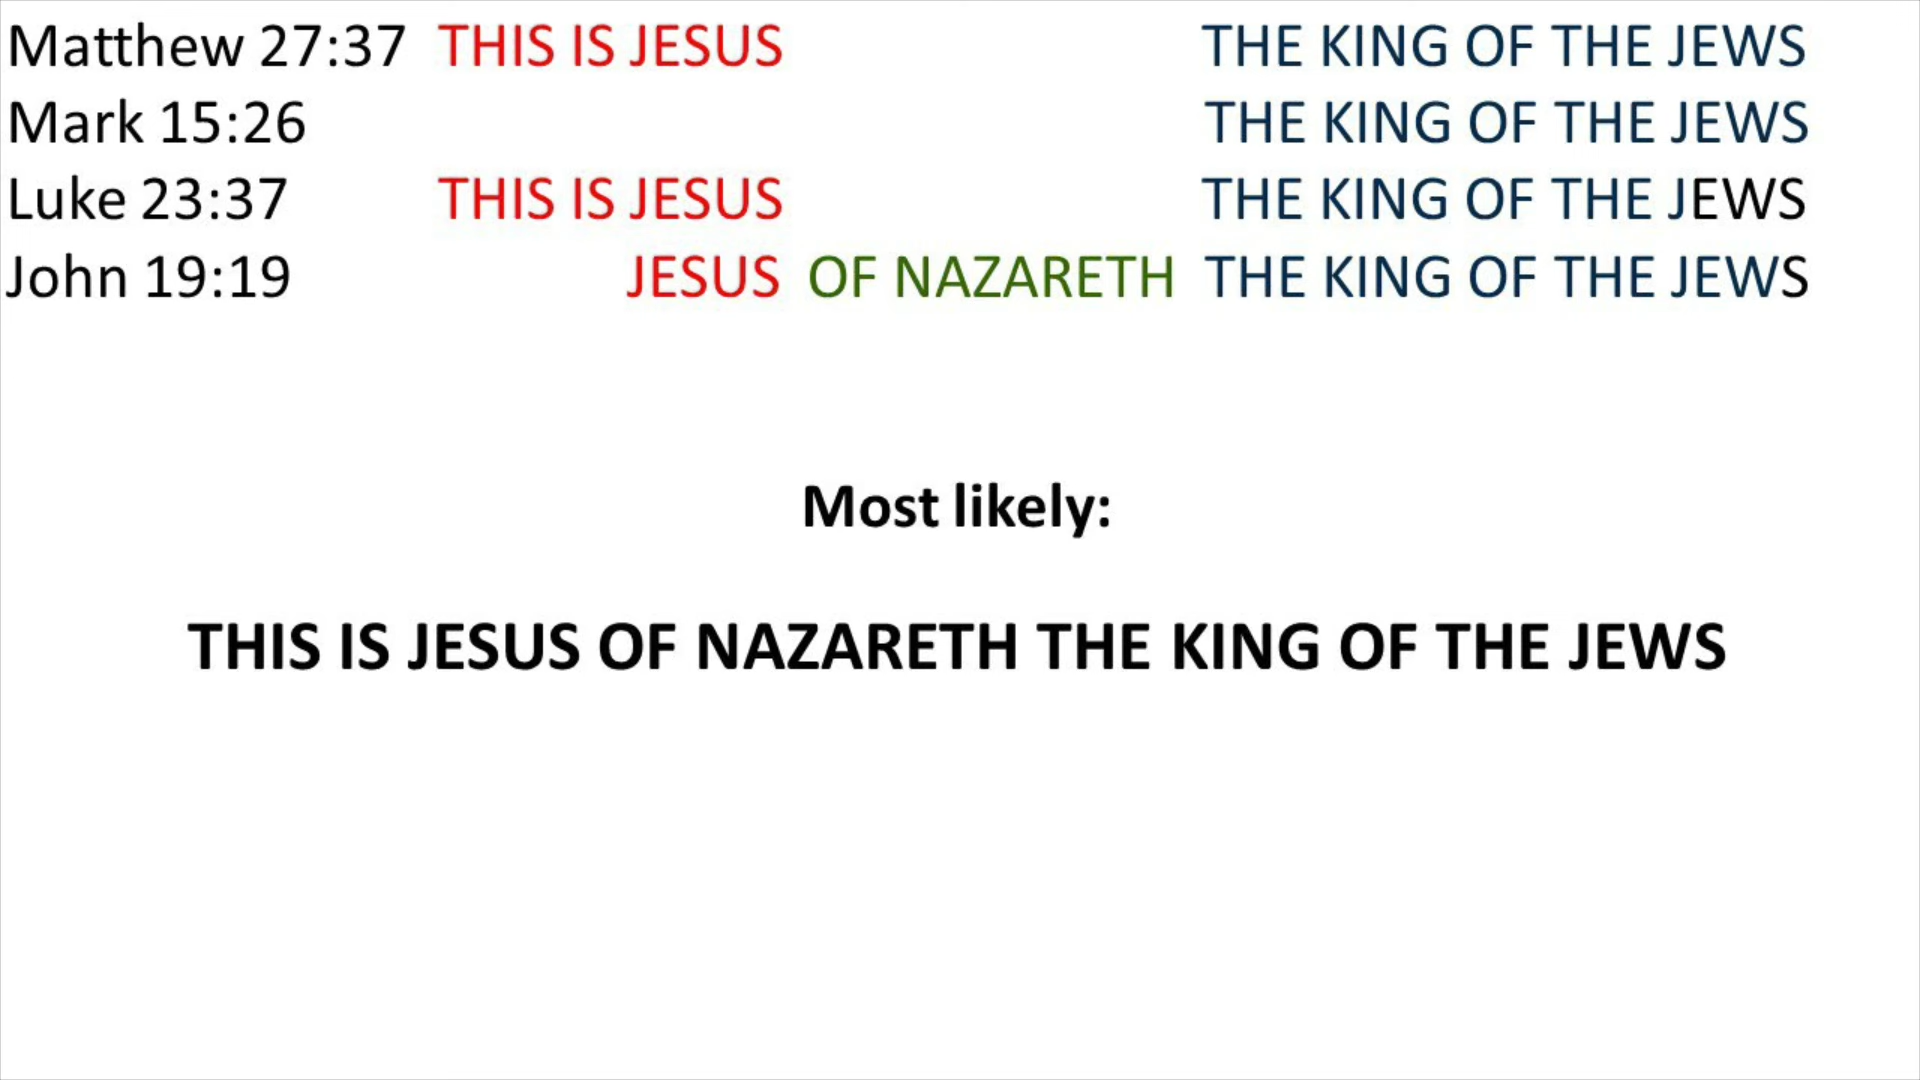 Matthew 27:37 THIS IS JESUS THE KING OF THE JEWS
Mark 15:26 THE KING OF THE JEWS
Luke 23:37 THIS IS JESUS THE KING OF THE JEWS
John 19:19 JESUS OF NAZARETH THE KING OF THE JEWS
Most likely:
THIS IS JESUS OF NAZARETH THE KING OF THE JEWS